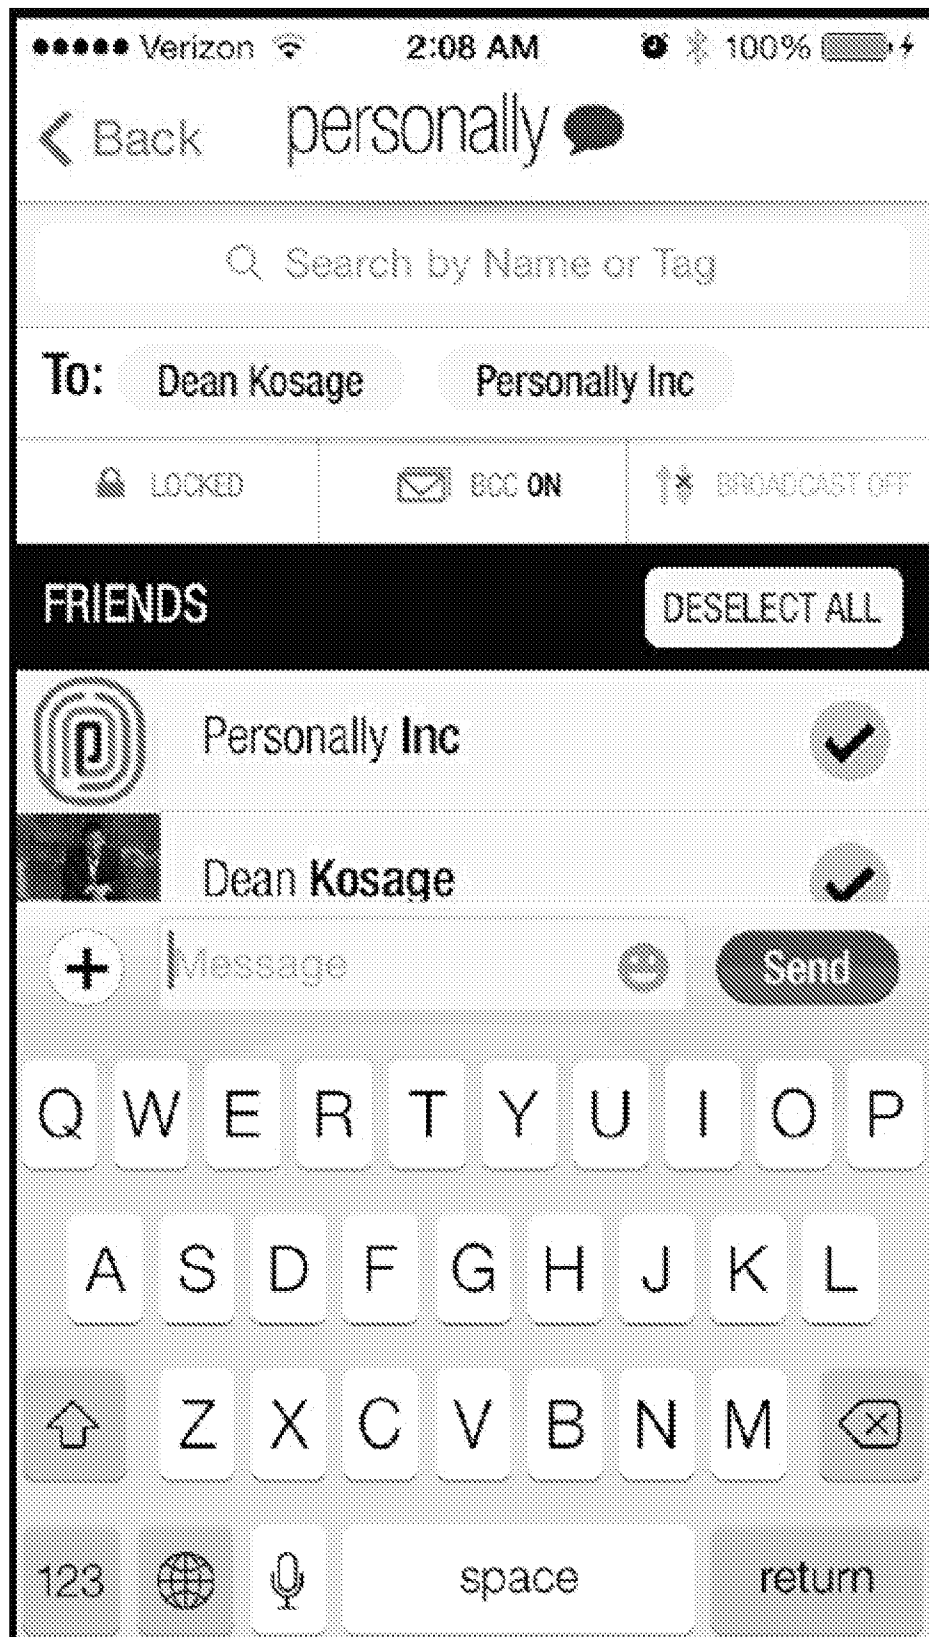 Verizon 2:08 AM 100%
Back personally
Search by Name or Tag
To: Dean Kosage Personally Inc
LOCKED BCC ON BROADCAST OFF
FRIENDS DESELECT ALL
Personally Inc
Dean Kosage
Message Send
Q W E R T Y U I O P
A S D F G H J K L
Z X C V B N M
123 space return